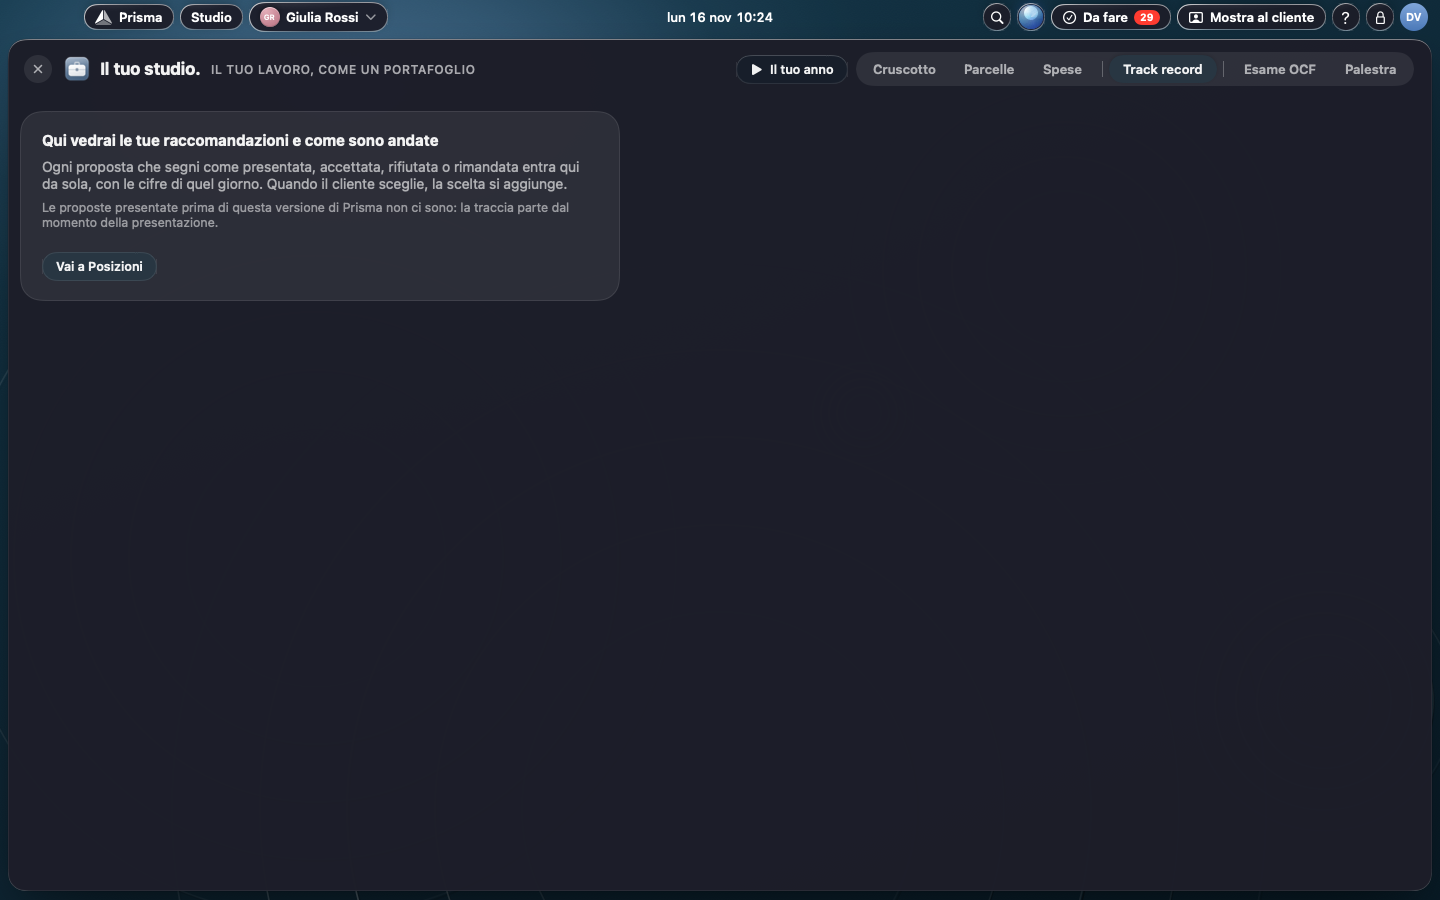 Prisma
Studio
GR
Giulia Rossi
lun 16 nov 10:24
Da fare 29
Mostra al cliente
?
DV
Il tuo studio. IL TUO LAVORO, COME UN PORTAFOGLIO
Il tuo anno
Cruscotto
Parcelle
Spese
Track record
Esame OCF
Palestra
Qui vedrai le tue raccomandazioni e come sono andate
Ogni proposta che segni come presentata, accettata, rifiutata o rimandata entra qui
da sola, con le cifre di quel giorno. Quando il cliente sceglie, la scelta si aggiunge.
Le proposte presentate prima di questa versione di Prisma non ci sono: la traccia parte dal
momento della presentazione.
Vai a Posizioni